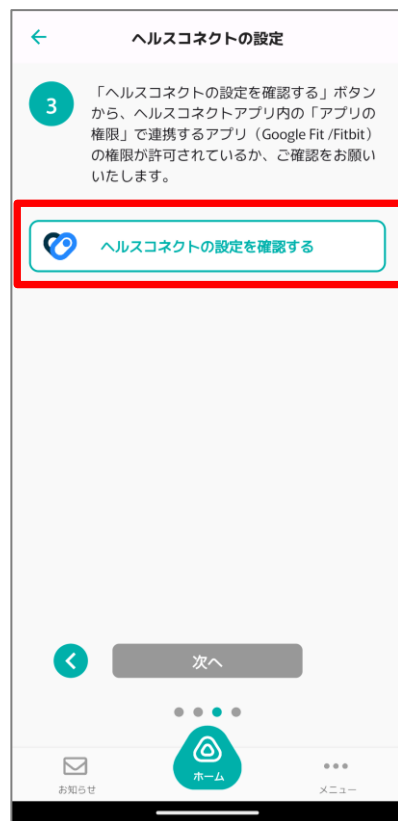 ヘルスコネクトの設定
3
「ヘルスコネクトの設定を確認する」ボタン
から、ヘルスコネクトアプリ内の「アプリの
権限」で連携するアプリ（Google Fit /Fitbit）
の権限が許可されているか、ご確認をお願い
いたします。
ヘルスコネクトの設定を確認する
次へ
お知らせ
ホーム
メニュー